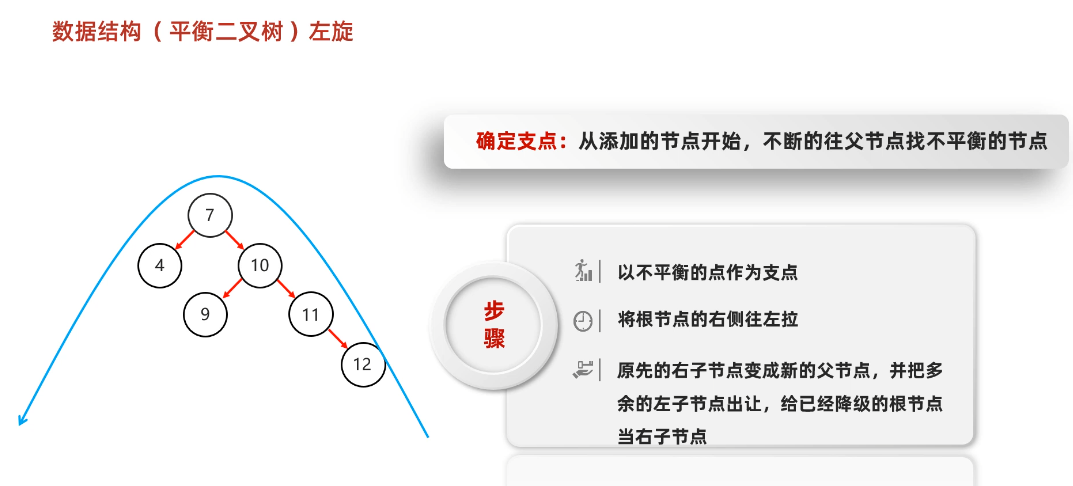 数据结构（平衡二叉树）左旋
确定支点：从添加的节点开始，不断的往父节点找不平衡的节点
7
4
10
9
11
12
步
骤
以不平衡的点作为支点
将根节点的右侧往左拉
原先的右子节点变成新的父节点，并把多
余的左子节点出让，给已经降级的根节点
当右子节点